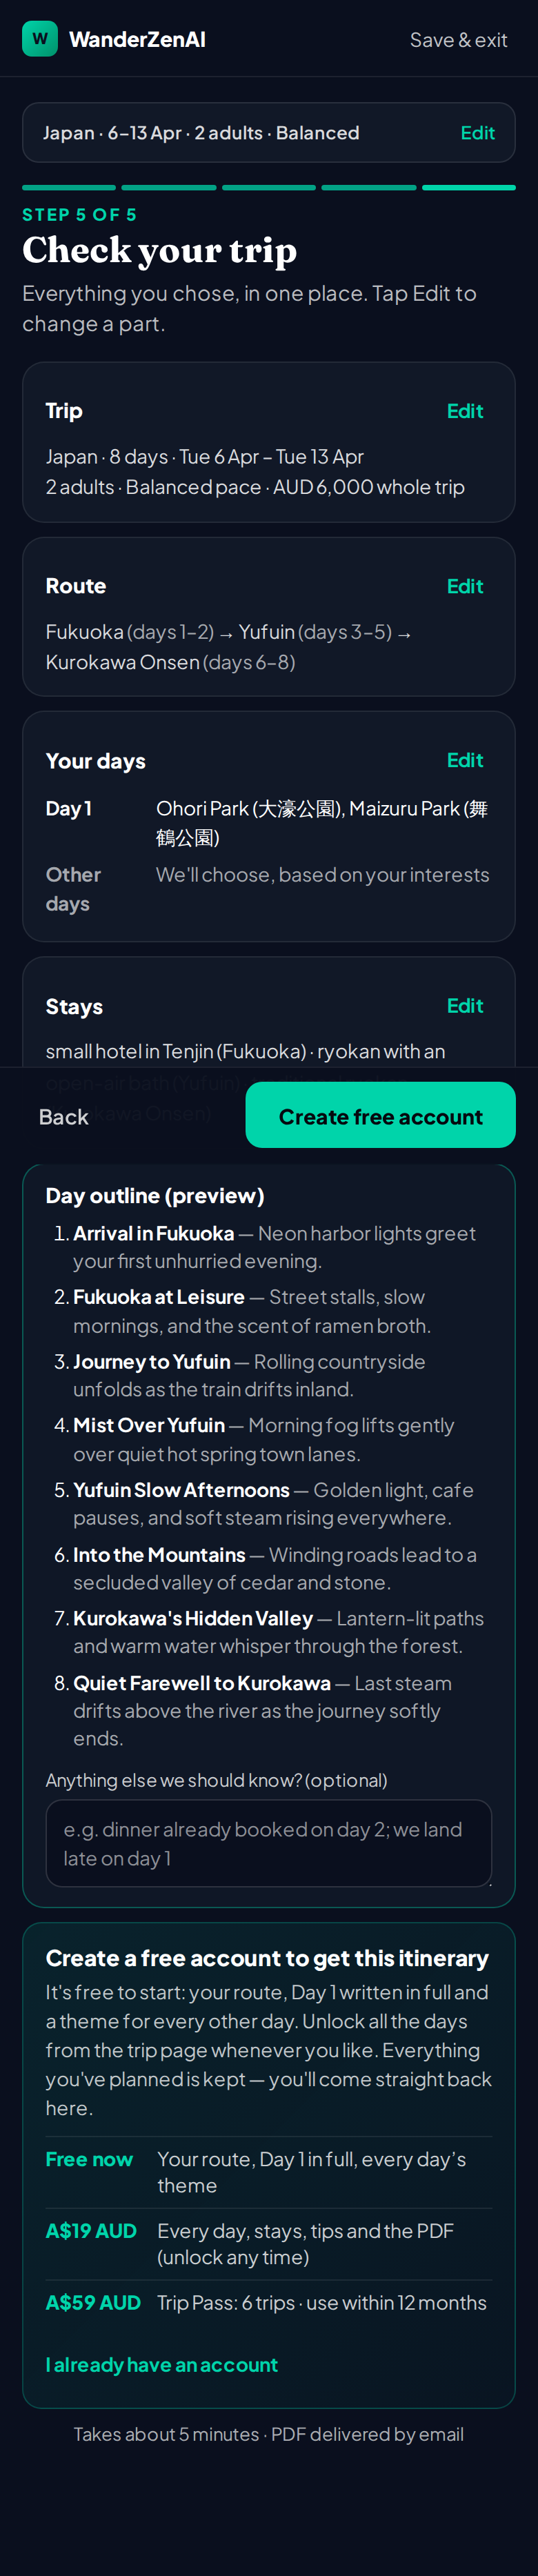 W WanderZenAI Save & exit
Japan · 6–13 Apr · 2 adults · Balanced Edit
STEP 5 OF 5
Check your trip
Everything you chose, in one place. Tap Edit to
change a part.
Trip Edit
Japan · 8 days · Tue 6 Apr – Tue 13 Apr
2 adults · Balanced pace · AUD 6,000 whole trip
Route Edit
Fukuoka (days 1–2) → Yufuin (days 3–5) →
Kurokawa Onsen (days 6–8)
Your days Edit
Day 1 Ohori Park (大濠公園), Maizuru Park (舞
鶴公園)
Other We'll choose, based on your interests
days
Stays Edit
small hotel in Tenjin (Fukuoka) · ryokan with an
open-air bath (Yufuin)
Back Create free account
Day outline (preview)
1. Arrival in Fukuoka — Neon harbor lights greet
your first unhurried evening.
2. Fukuoka at Leisure — Street stalls, slow
mornings, and the scent of ramen broth.
3. Journey to Yufuin — Rolling countryside
unfolds as the train drifts inland.
4. Mist Over Yufuin — Morning fog lifts gently
over quiet hot spring town lanes.
5. Yufuin Slow Afternoons — Golden light, cafe
pauses, and soft steam rising everywhere.
6. Into the Mountains — Winding roads lead to a
secluded valley of cedar and stone.
7. Kurokawa's Hidden Valley — Lantern-lit paths
and warm water whisper through the forest.
8. Quiet Farewell to Kurokawa — Last steam
drifts above the river as the journey softly
ends.
Anything else we should know? (optional)
e.g. dinner already booked on day 2; we land
late on day 1
Create a free account to get this itinerary
It's free to start: your route, Day 1 written in full and
a theme for every other day. Unlock all the days
from the trip page whenever you like. Everything
you've planned is kept — you'll come straight back
here.
Free now Your route, Day 1 in full, every day’s
theme
A$19 AUD Every day, stays, tips and the PDF
(unlock any time)
A$59 AUD Trip Pass: 6 trips · use within 12 months
I already have an account
Takes about 5 minutes · PDF delivered by email